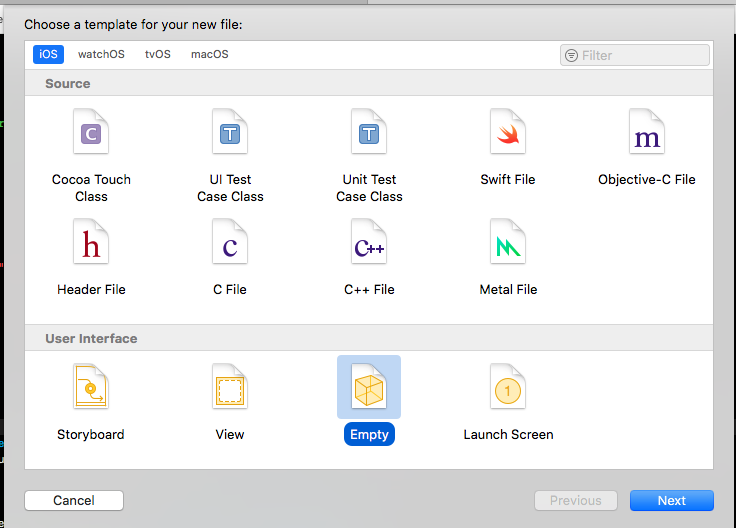 Choose a template for your new file:
iOS watchOS tvOS macOS Filter
Source
C T T m
Cocoa Touch Class
UI Test Case Class
Unit Test Case Class
Swift File
Objective-C File
h c c++
Header File
C File
C++ File
Metal File
User Interface
1
Storyboard
View
Empty
Launch Screen
Cancel Previous Next